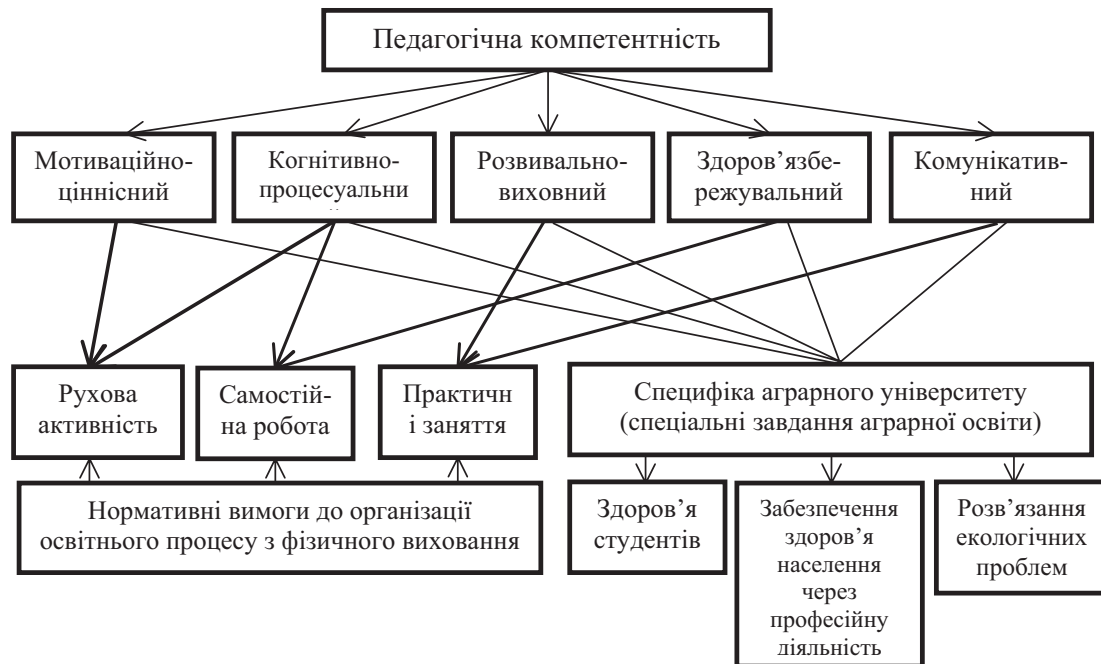 Педагогічна компетентність
Мотиваційно-
ціннісний
Когнітивно-
процесуальни
й
Розвивально-
виховний
Здоров’язбе-
режувальний
Комунікатив-
ний
Рухова
активність
Самостій-
на робота
Практичн
і заняття
Специфіка аграрного університету
(спеціальні завдання аграрної освіти)
Нормативні вимоги до організації
освітнього процесу з фізичного виховання
Здоров’я
студентів
Забезпечення
здоров’я
населення
через
професійну
діяльність
Розв’язання
екологічних
проблем